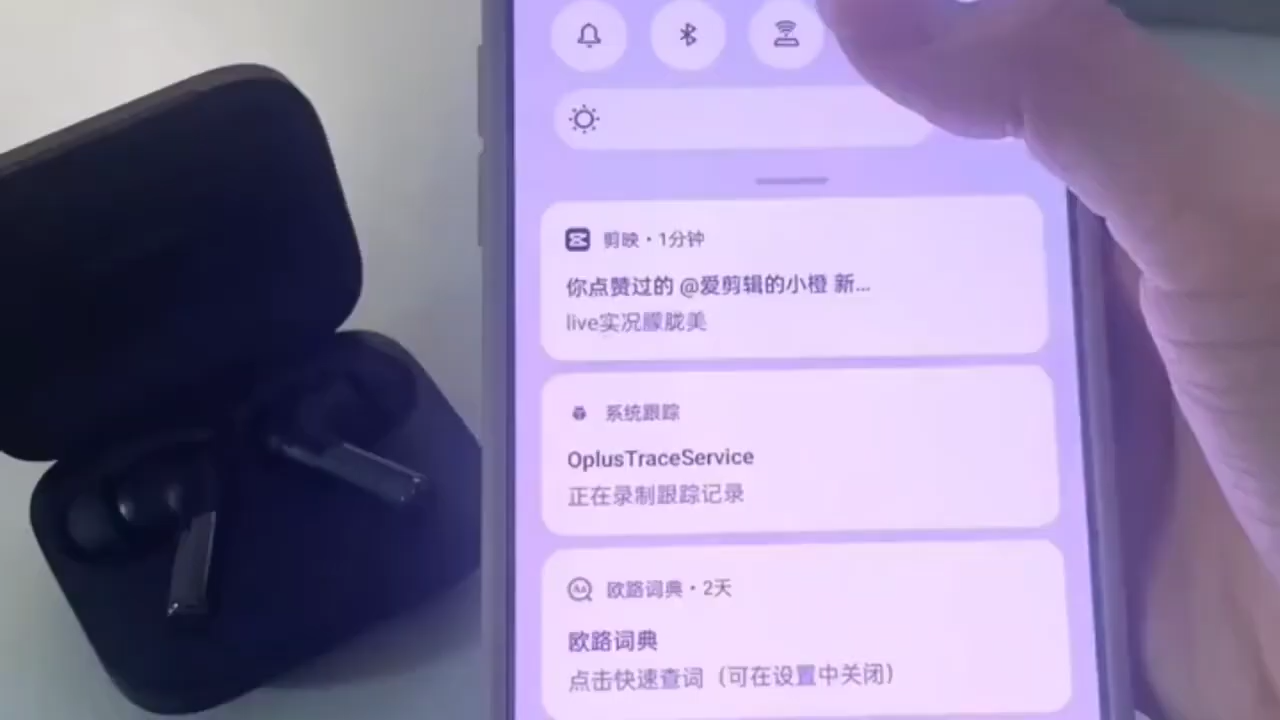 剪映・1分钟
你点赞过的 @爱剪辑的小橙 新...
live实况朦胧美
系统跟踪
OplusTraceService
正在录制跟踪记录
欧路词典・2天
欧路词典
点击快速查词（可在设置中关闭）